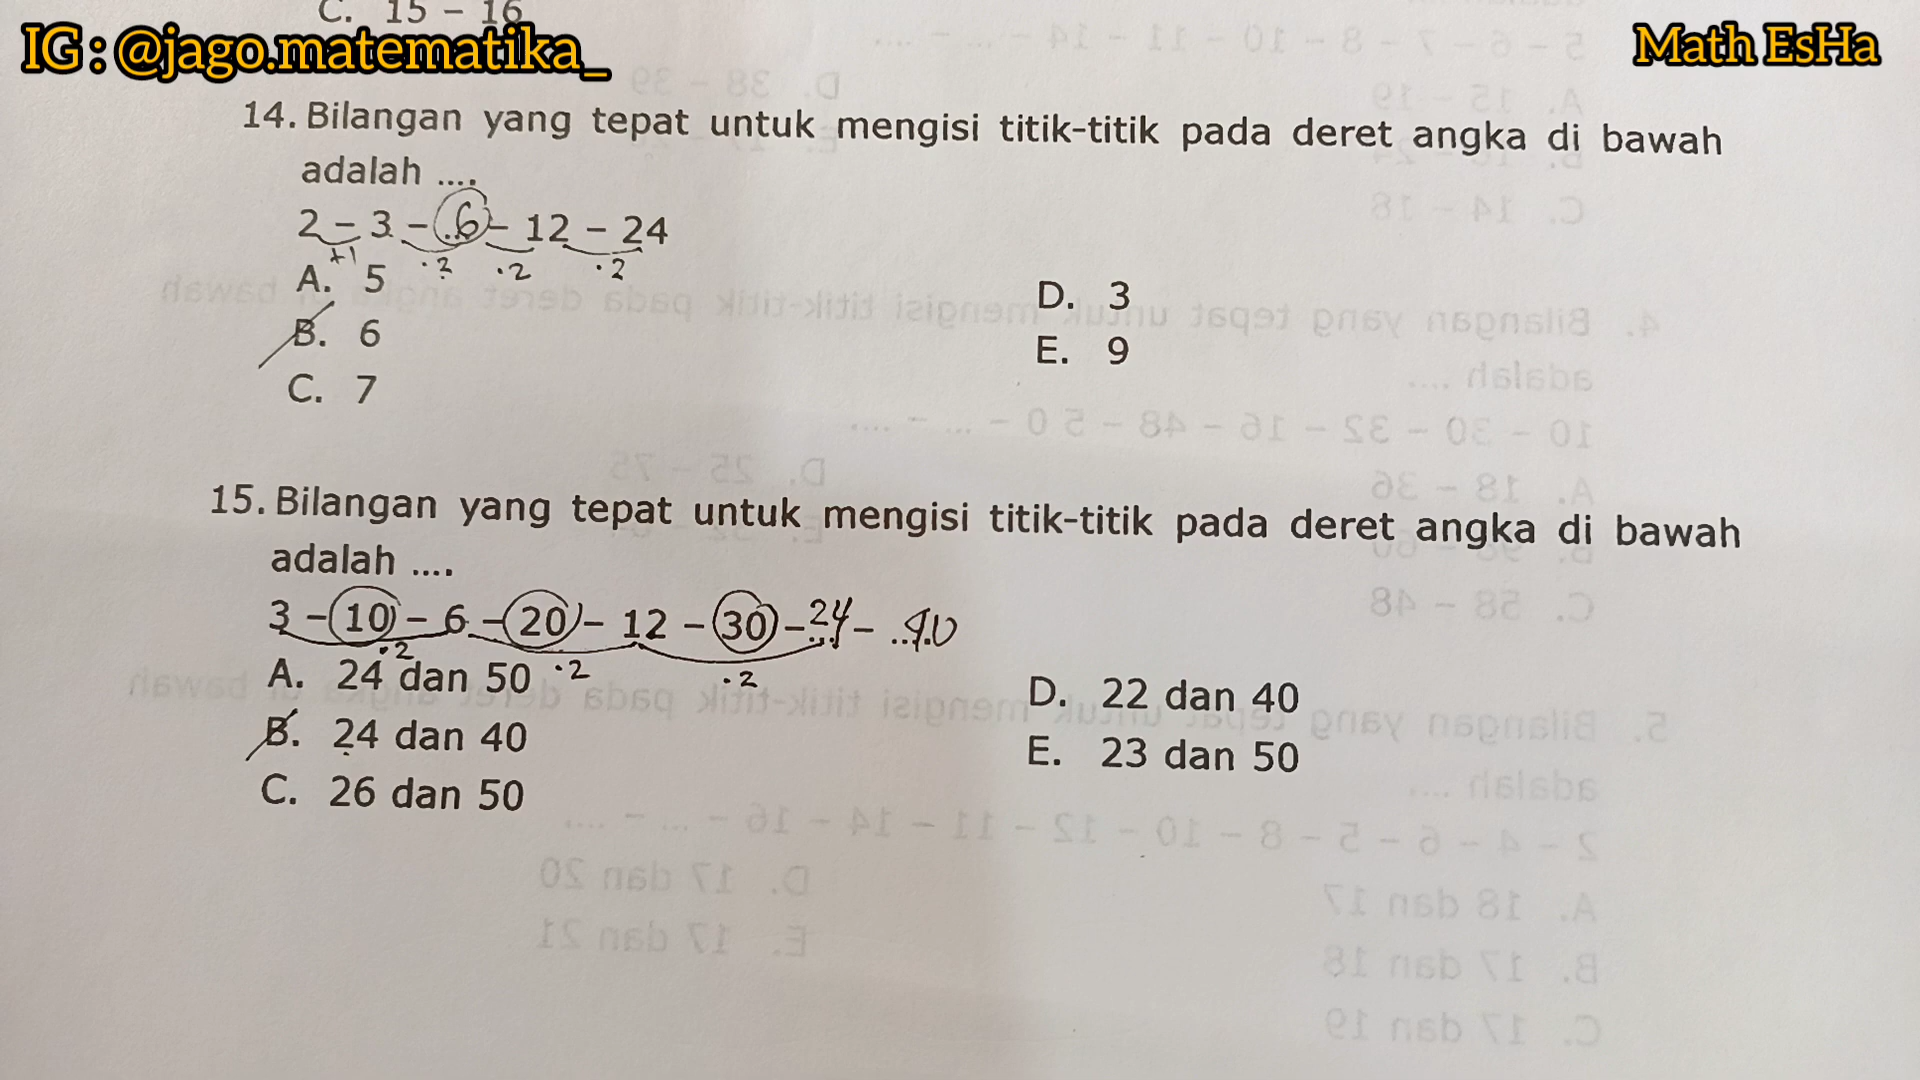 C. 15 – 16
IG : @jago.matematika_
Math EsHa
14. Bilangan yang tepat untuk mengisi titik-titik pada deret angka di bawah
adalah ....
2 – 3 – 6 – 12 – 24
+1 ·2 ·2 ·2
A. 5
B. 6
C. 7
D. 3
E. 9
15. Bilangan yang tepat untuk mengisi titik-titik pada deret angka di bawah
adalah ....
3 – 10 – 6 – 20 – 12 – 30 – 24 – 40
·2 ·2 ·2
A. 24 dan 50
B. 24 dan 40
C. 26 dan 50
D. 22 dan 40
E. 23 dan 50